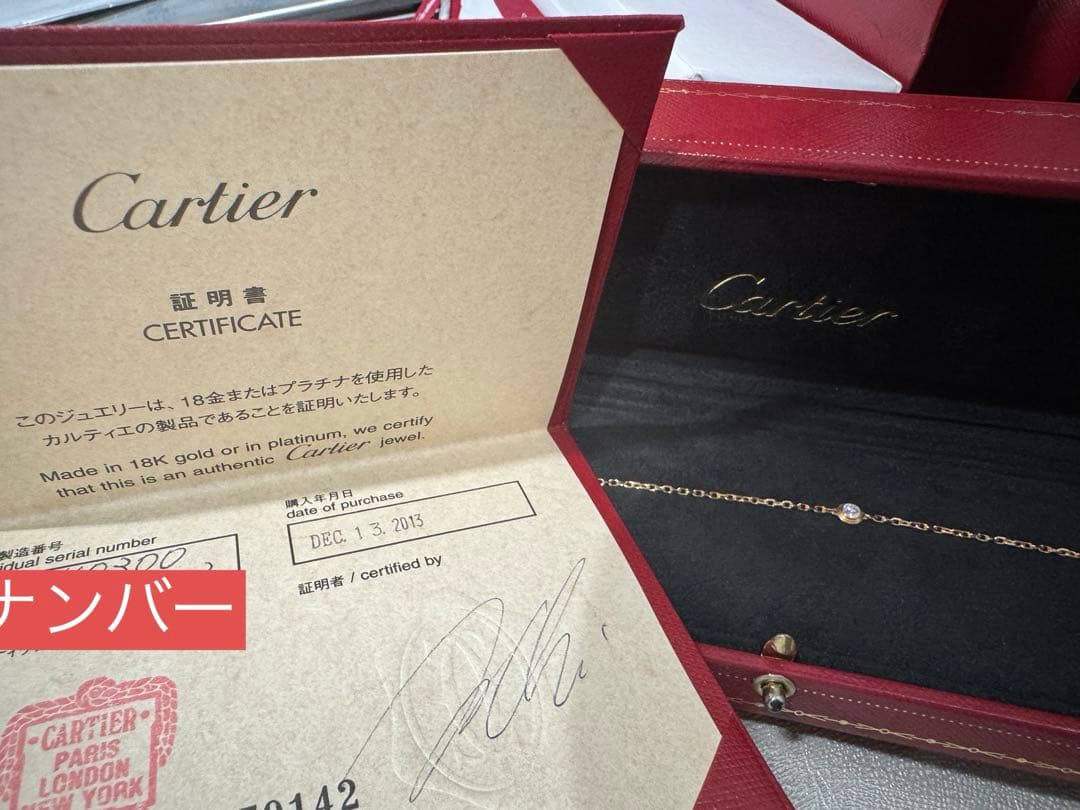 Cartier
証明書
CERTIFICATE
このジュエリーは、18金またはプラチナを使用した
カルティエの製品であることを証明いたします。
Made in 18K gold or in platinum, we certify
that this is an authentic Cartier jewel.
製造番号
idual serial number
購入年月日
date of purchase
DEC. 13. 2013
証明者 / certified by
ナンバー
CARTIER
PARIS
LONDON
NEW YORK
0142
Cartier